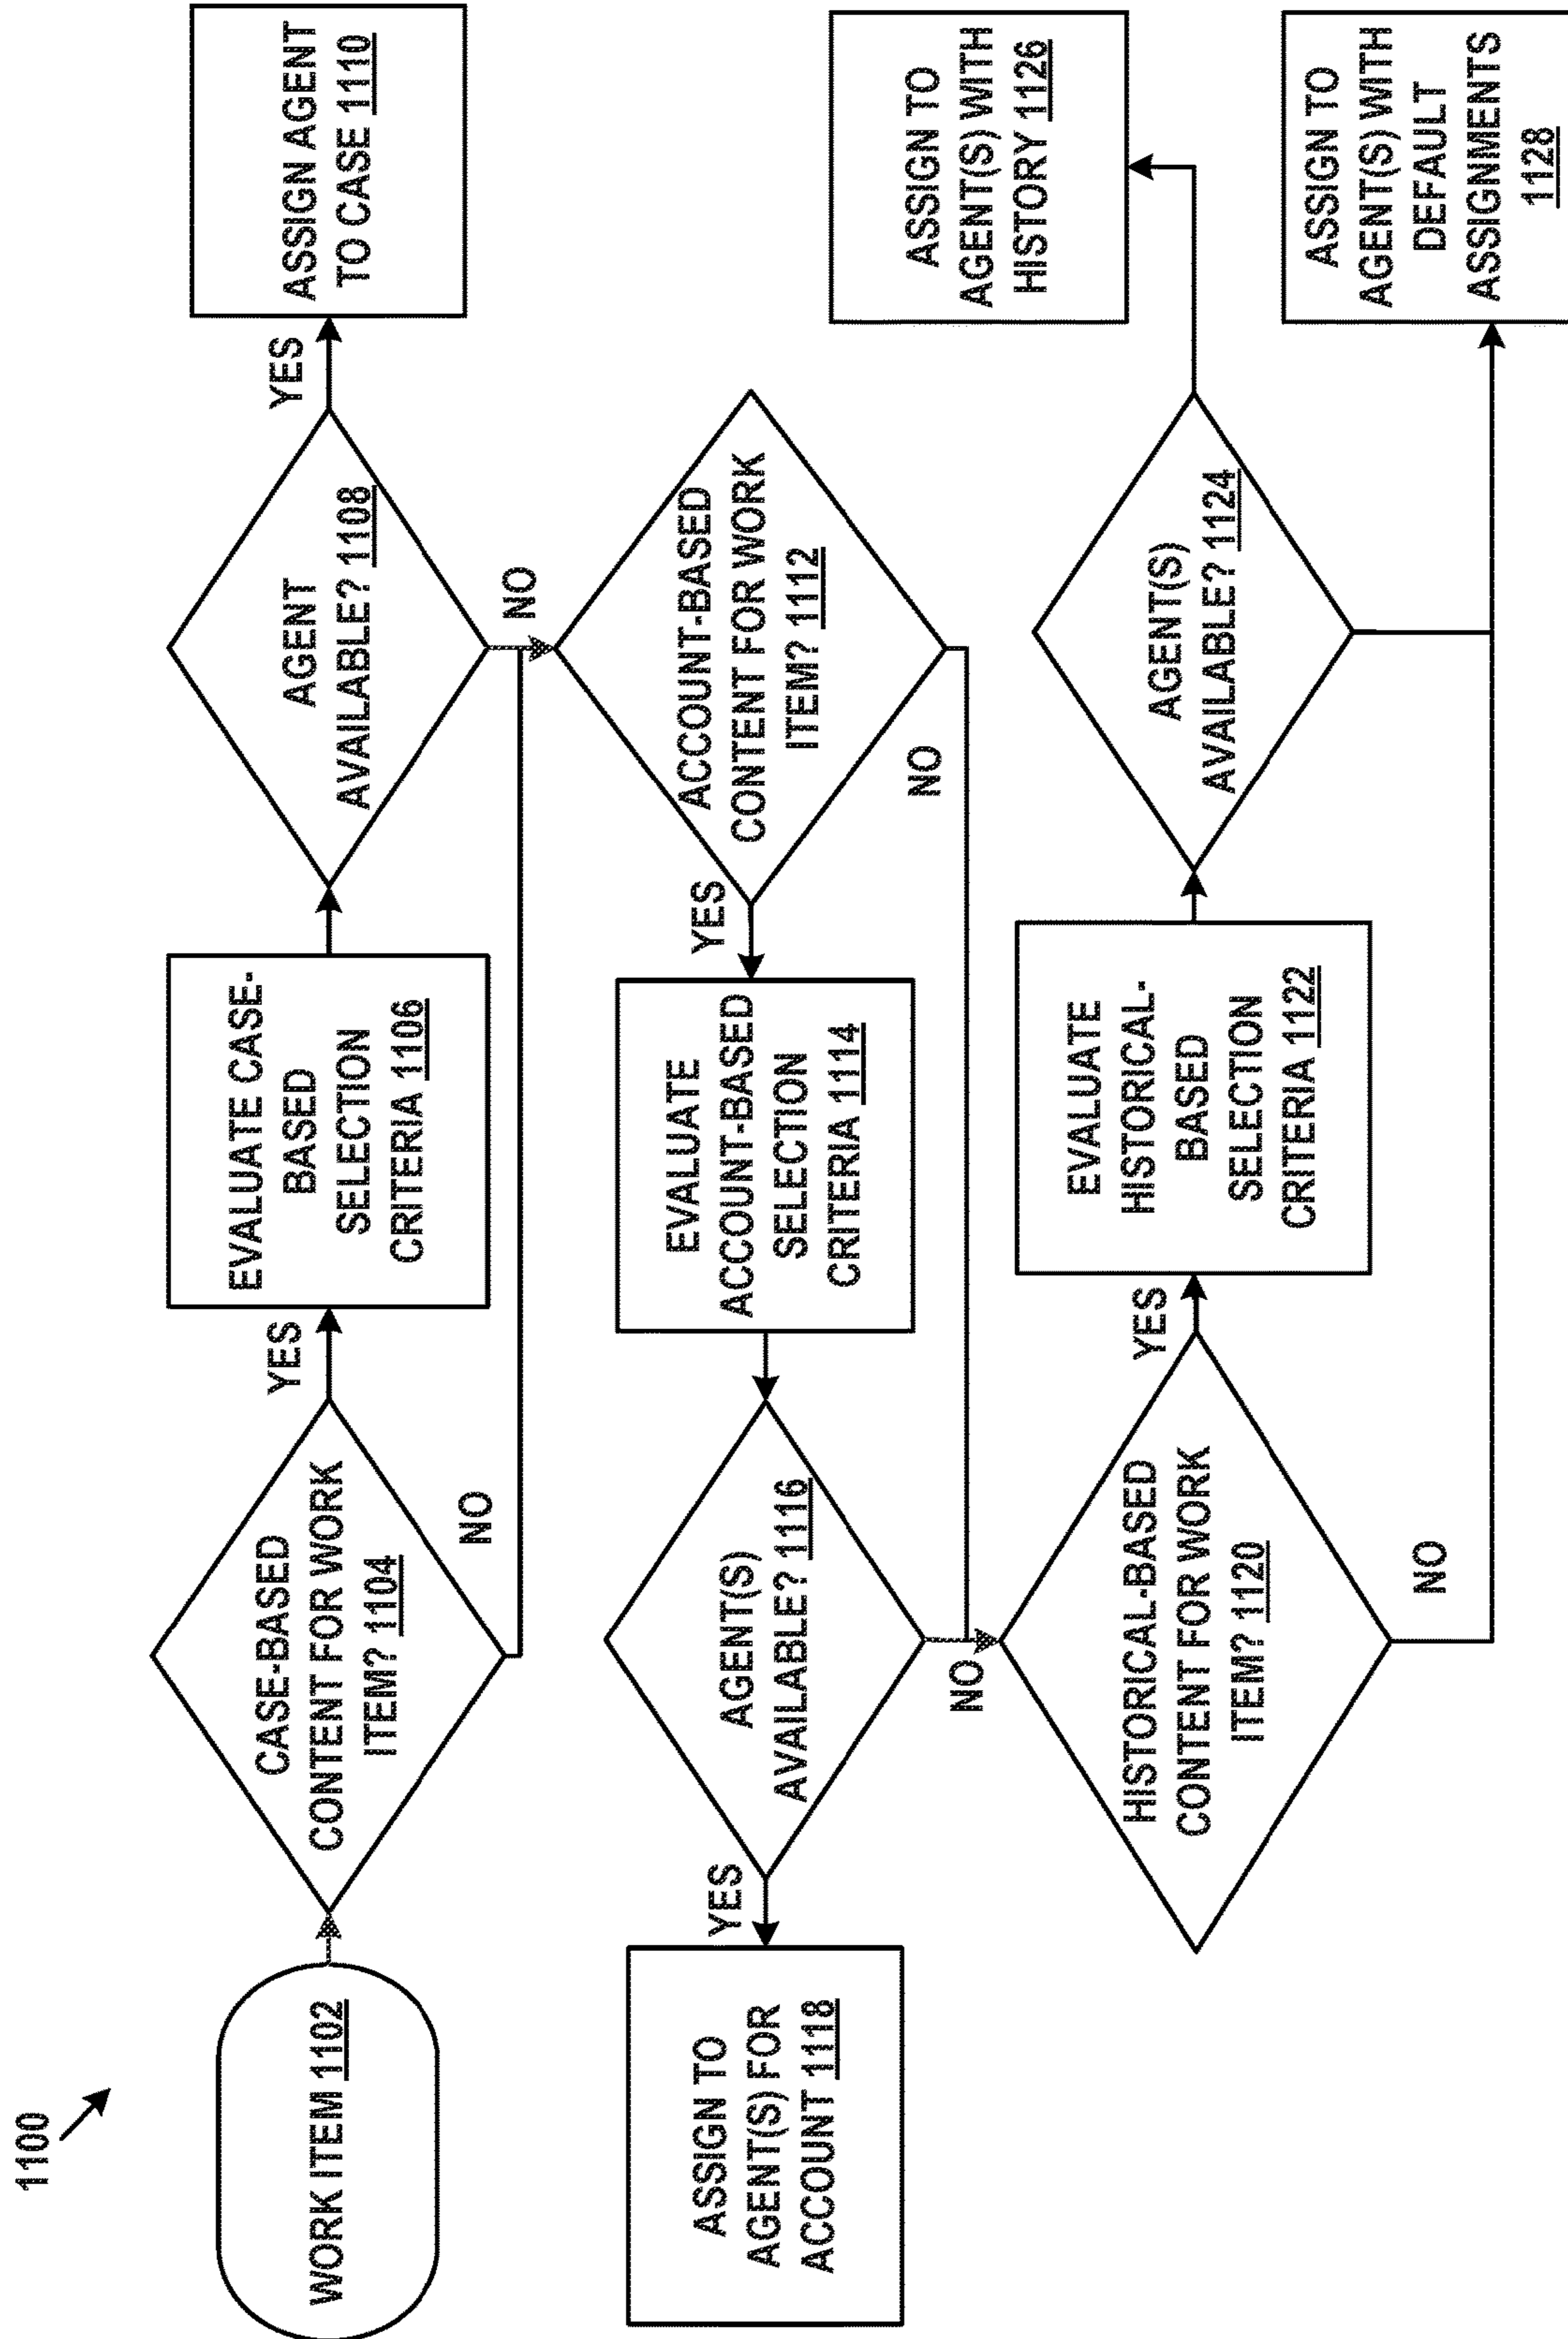 1100
WORK ITEM 1102
CASE-BASED
CONTENT FOR WORK
ITEM? 1104
YES
NO
EVALUATE CASE-
BASED
SELECTION
CRITERIA 1106
AGENT
AVAILABLE? 1108
YES
NO
ASSIGN AGENT
TO CASE 1110
ACCOUNT-BASED
CONTENT FOR WORK
ITEM? 1112
YES
NO
EVALUATE
ACCOUNT-BASED
SELECTION
CRITERIA 1114
AGENT(S)
AVAILABLE? 1116
YES
NO
ASSIGN TO
AGENT(S) FOR
ACCOUNT 1118
HISTORICAL-BASED
CONTENT FOR WORK
ITEM? 1120
YES
NO
EVALUATE
HISTORICAL-
BASED
SELECTION
CRITERIA 1122
AGENT(S)
AVAILABLE? 1124
ASSIGN TO
AGENT(S) WITH
HISTORY 1126
ASSIGN TO
AGENT(S) WITH
DEFAULT
ASSIGNMENTS
1128